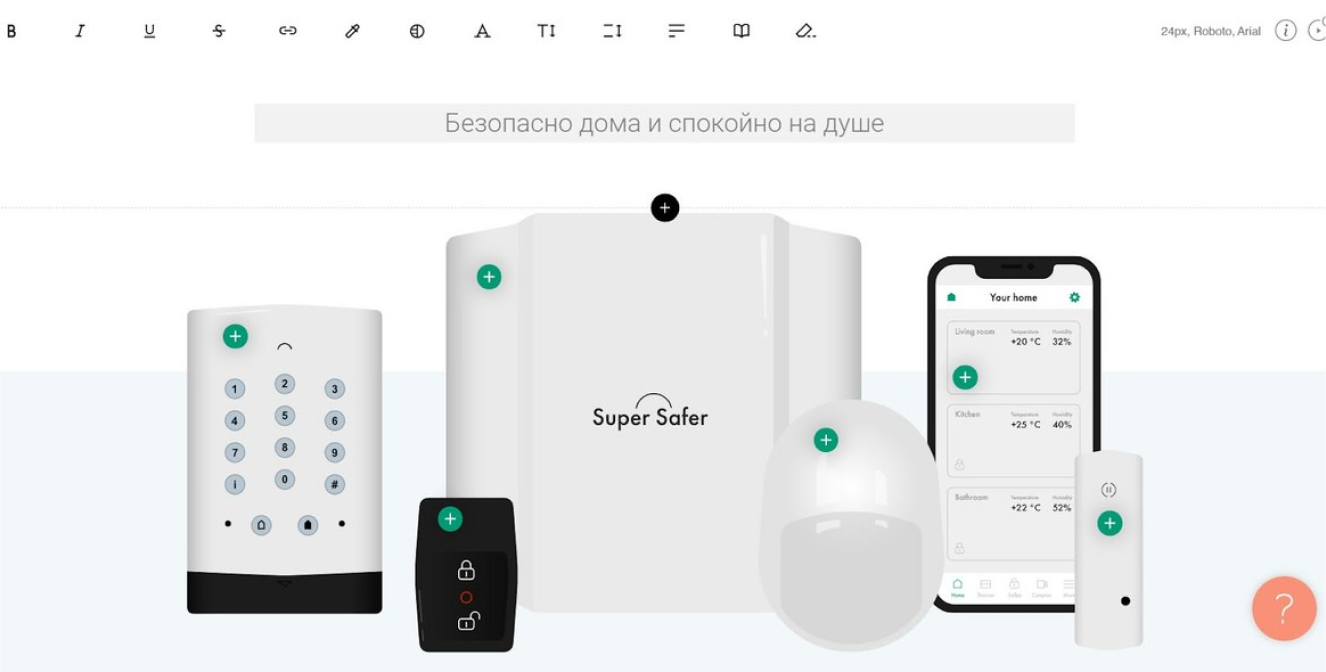 B I U S A T
24px, Roboto, Arial i
Безопасно дома и спокойно на душе
Your home
Living room Temperature Humidity
+20 °C 32%
Kitchen Temperature Humidity
+25 °C 40%
Bathroom Temperature Humidity
+22 °C 52%
Home Devices Safety Cameras
Super Safer
1 2 3
4 5 6
7 8 9
i 0 #
?